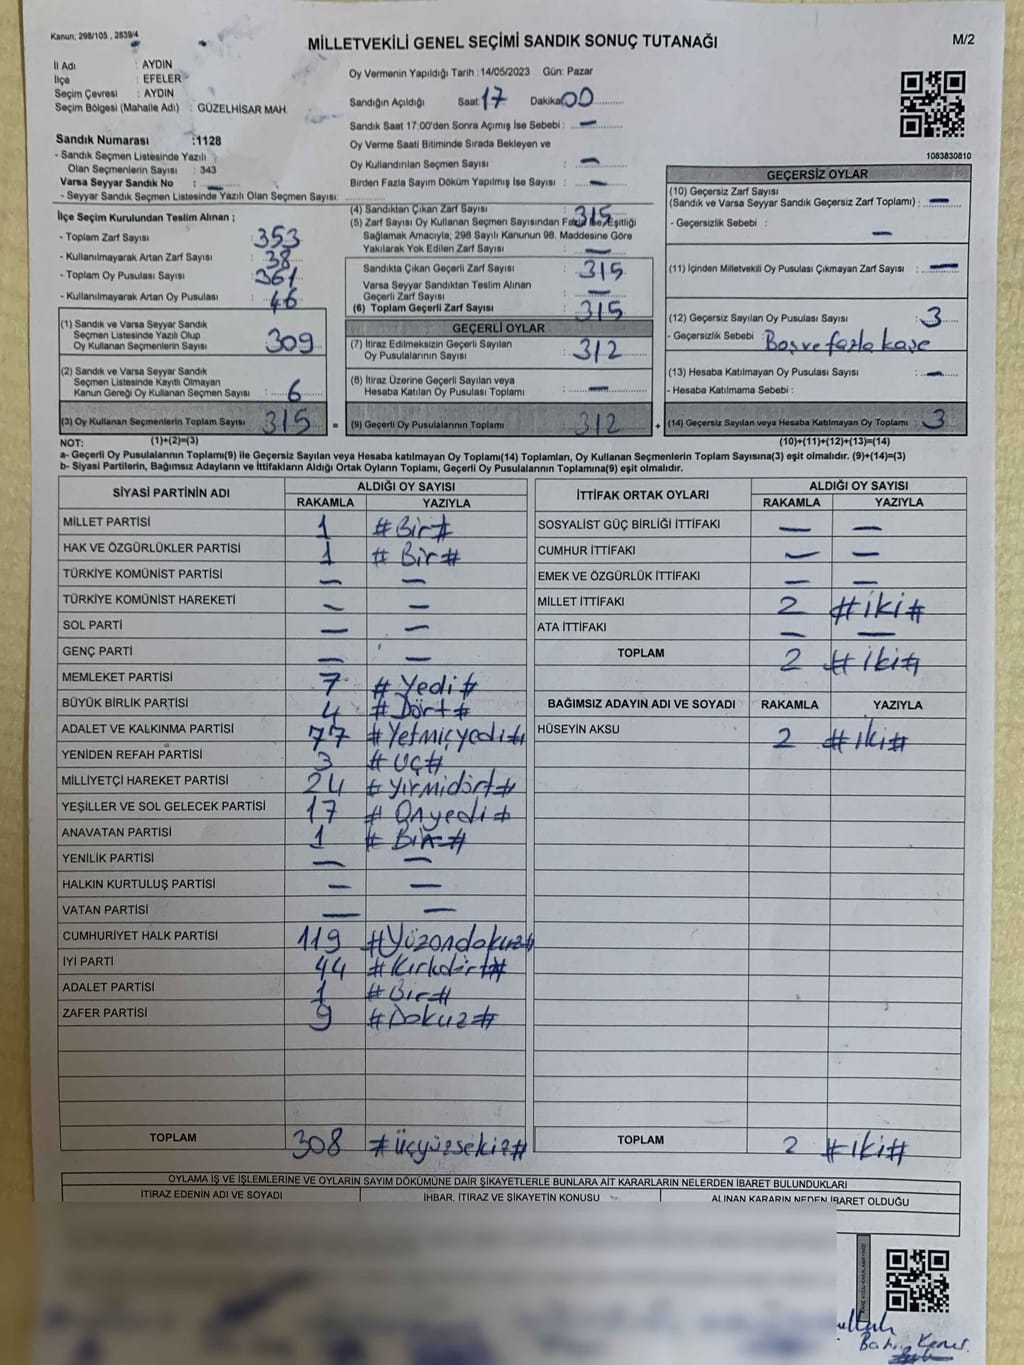 Kanun: 298/105 , 2839/4
MİLLETVEKİLİ GENEL SEÇİMİ SANDIK SONUÇ TUTANAĞI
M/2
İl Adı : AYDIN
İlçe : EFELER
Seçim Çevresi : AYDIN
Seçim Bölgesi (Mahalle Adı) : GÜZELHİSAR MAH.
Sandık Numarası :1128
- Sandık Seçmen Listesinde Yazılı
Olan Seçmenlerin Sayısı : 343
Varsa Seyyar Sandık No : —
- Seyyar Sandık Seçmen Listesinde Yazılı Olan Seçmen Sayısı:
Oy Vermenin Yapıldığı Tarih :14/05/2023 Gün: Pazar
Sandığın Açıldığı Saat: 17 Dakika: 00
Sandık Saat 17:00'den Sonra Açımış İse Sebebi : —
Oy Verme Saati Bitiminde Sırada Bekleyen ve
Oy Kullandırılan Seçmen Sayısı : —
Birden Fazla Sayım Döküm Yapılmış İse Sayısı : —
1083830810
İlçe Seçim Kurulundan Teslim Alınan ;
- Toplam Zarf Sayısı : 353
- Kullanılmayarak Artan Zarf Sayısı : 38
- Toplam Oy Pusulası Sayısı : 361
- Kullanılmayarak Artan Oy Pusulası : 46
(1) Sandık ve Varsa Seyyar Sandık
Seçmen Listesinde Yazılı Olup
Oy Kullanan Seçmenlerin Sayısı : 309
(2) Sandık ve Varsa Seyyar Sandık
Seçmen Listesinde Kayıtlı Olmayan
Kanun Gereği Oy Kullanan Seçmen Sayısı : 6
(3) Oy Kullanan Seçmenlerin Toplam Sayısı 315 =
(4) Sandıktan Çıkan Zarf Sayısı : 315
(5) Zarf Sayısı Oy Kullanan Seçmen Sayısından Fazla İse, Eşitliği
Sağlamak Amacıyla, 298 Sayılı Kanunun 98. Maddesine Göre
Yakılarak Yok Edilen Zarf Sayısı : —
Sandıkta Çıkan Geçerli Zarf Sayısı : 315
Varsa Seyyar Sandıktan Teslim Alınan
Geçerli Zarf Sayısı : —
(6) Toplam Geçerli Zarf Sayısı : 315
GEÇERLİ OYLAR
(7) İtiraz Edilmeksizin Geçerli Sayılan
Oy Pusulalarının Sayısı : 312
(8) İtiraz Üzerine Geçerli Sayılan veya
Hesaba Katılan Oy Pusulası Toplamı : —
(9) Geçerli Oy Pusulalarının Toplamı 312 +
GEÇERSİZ OYLAR
(10) Geçersiz Zarf Sayısı
(Sandık ve Varsa Seyyar Sandık Geçersiz Zarf Toplamı) : —
- Geçersizlik Sebebi : —
(11) İçinden Milletvekili Oy Pusulası Çıkmayan Zarf Sayısı : —
(12) Geçersiz Sayılan Oy Pusulası Sayısı : 3
- Geçersizlik Sebebi : Boş ve fazla kaşe
(13) Hesaba Katılmayan Oy Pusulası Sayısı : —
- Hesaba Katılmama Sebebi :
(14) Geçersiz Sayılan veya Hesaba Katılmayan Oy Toplamı : 3
NOT: (1)+(2)=(3) (10)+(11)+(12)+(13)=(14)
a- Geçerli Oy Pusulalarının Toplamı(9) ile Geçersiz Sayılan veya Hesaba katılmayan Oy Toplamı(14) Toplamları, Oy Kullanan Seçmenlerin Toplam Sayısına(3) eşit olmalıdır. (9)+(14)=(3)
b- Siyasi Partilerin, Bağımsız Adayların ve İttifakların Aldığı Ortak Oyların Toplamı, Geçerli Oy Pusulalarının Toplamına(9) eşit olmalıdır.
SİYASİ PARTİNİN ADI ALDIĞI OY SAYISI
RAKAMLA YAZIYLA
MİLLET PARTİSİ 1 #Bir#
HAK VE ÖZGÜRLÜKLER PARTİSİ 1 #Bir#
TÜRKİYE KOMÜNİST PARTİSİ — —
TÜRKİYE KOMÜNİST HAREKETİ — —
SOL PARTİ — —
GENÇ PARTİ — —
MEMLEKET PARTİSİ 7 #Yedi#
BÜYÜK BİRLİK PARTİSİ 4 #Dört#
ADALET VE KALKINMA PARTİSİ 77 #Yetmişyedi#
YENİDEN REFAH PARTİSİ 3 #Üç#
MİLLİYETÇİ HAREKET PARTİSİ 24 #Yirmidört#
YEŞİLLER VE SOL GELECEK PARTİSİ 17 #Onyedi#
ANAVATAN PARTİSİ 1 #Bir#
YENİLİK PARTİSİ — —
HALKIN KURTULUŞ PARTİSİ — —
VATAN PARTİSİ — —
CUMHURİYET HALK PARTİSİ 119 #Yüzondokuz#
İYİ PARTİ 44 #Kırkdört#
ADALET PARTİSİ 1 #Bir#
ZAFER PARTİSİ 9 #Dokuz#
TOPLAM 308 #Üçyüzsekiz#
İTTİFAK ORTAK OYLARI ALDIĞI OY SAYISI
RAKAMLA YAZIYLA
SOSYALİST GÜÇ BİRLİĞİ İTTİFAKI — —
CUMHUR İTTİFAKI — —
EMEK VE ÖZGÜRLÜK İTTİFAKI — —
MİLLET İTTİFAKI 2 #iki#
ATA İTTİFAKI — —
TOPLAM 2 #iki#
BAĞIMSIZ ADAYIN ADI VE SOYADI RAKAMLA YAZIYLA
HÜSEYİN AKSU 2 #iki#
TOPLAM 2 #iki#
OYLAMA İŞ VE İŞLEMLERİNE VE OYLARIN SAYIM DÖKÜMÜNE DAİR ŞİKAYETLERLE BUNLARA AİT KARARLARIN NELERDEN İBARET BULUNDUKLARI
İTİRAZ EDENİN ADI VE SOYADI İHBAR, İTİRAZ VE ŞİKAYETİN KONUSU ALINAN KARARIN NEDEN İBARET OLDUĞU